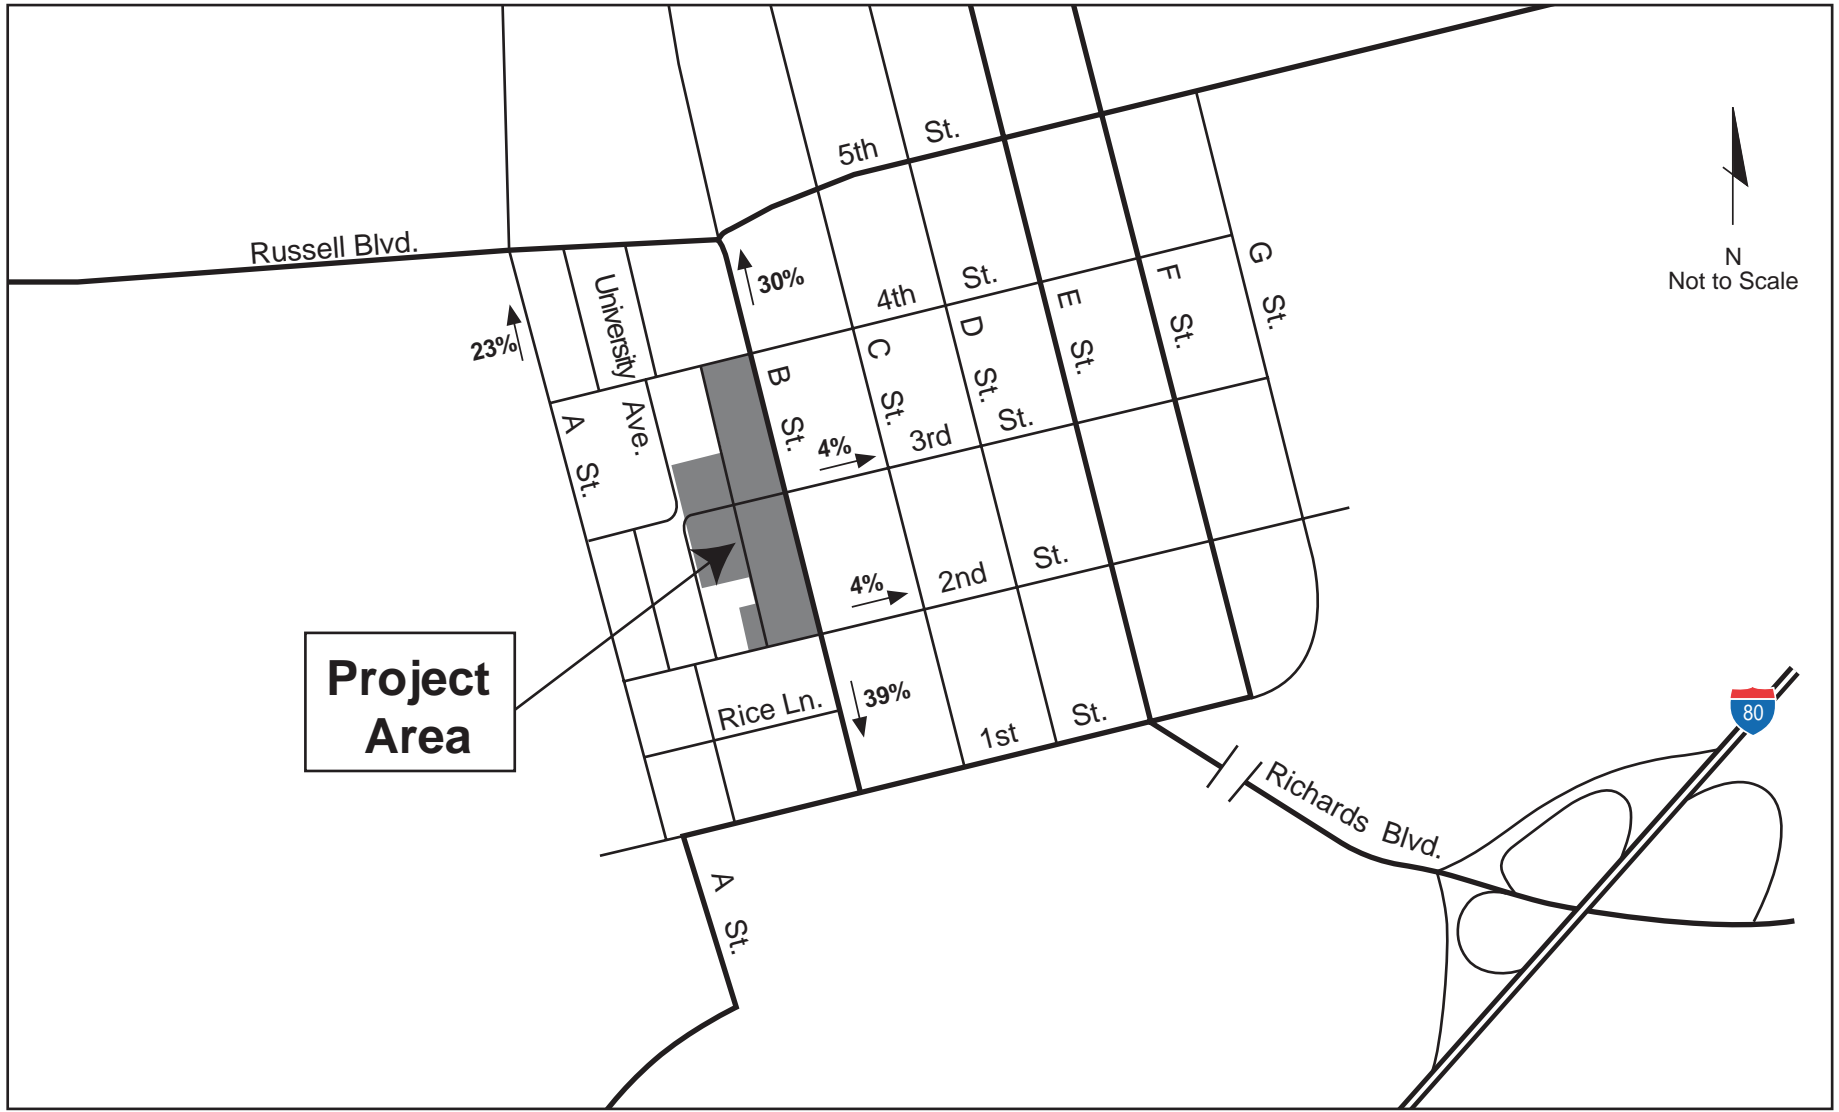 5th St.
Russell Blvd.
N
Not to Scale
30%
23%
University Ave.
4th St.
G St.
F St.
E St.
D St.
C St.
B St.
A St.
3rd St.
4%
2nd St.
4%
Project
Area
Rice Ln.
39%
1st St.
80
Richards Blvd.
A St.